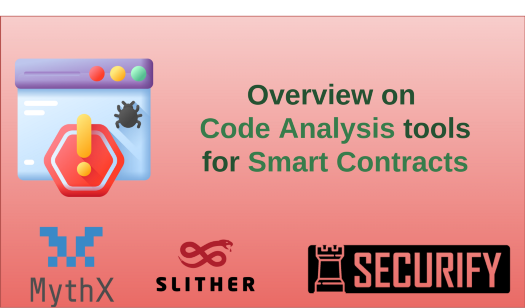 Overview on
Code Analysis tools
for Smart Contracts
MythX
SLITHER
SECURIFY